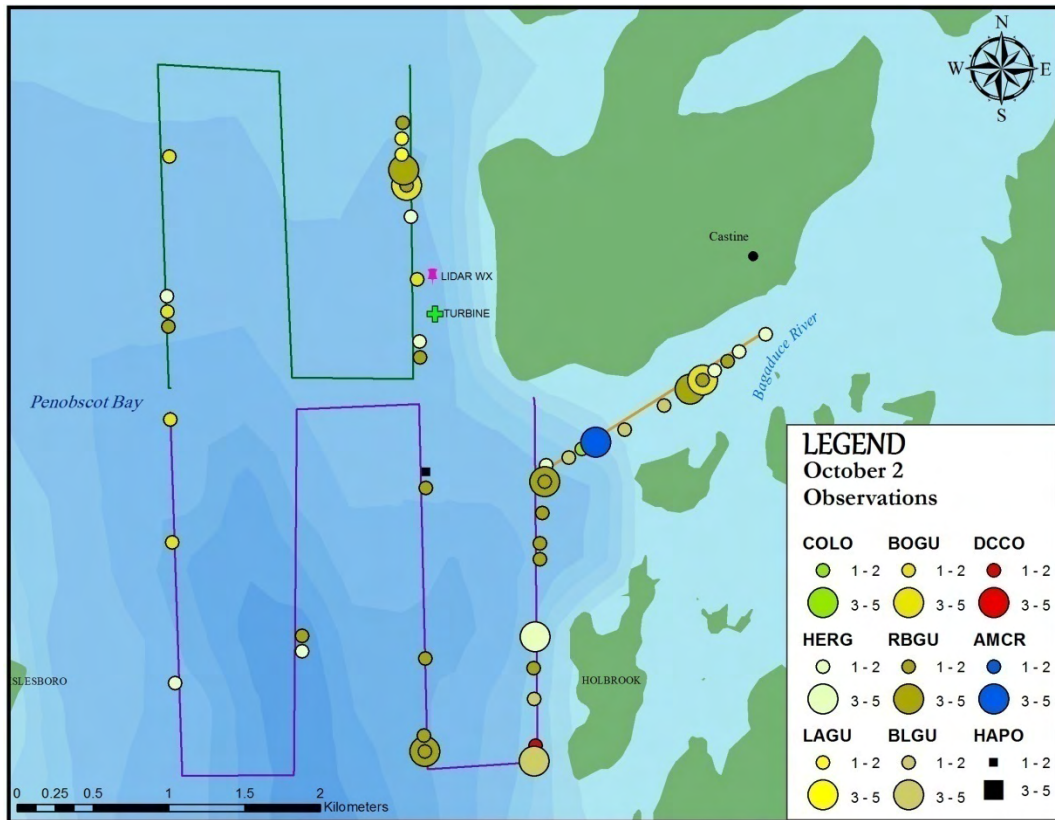 N
W E
S
Castine
LIDAR WX
TURBINE
Bagaduce River
Penobscot Bay
SLESBORO
HOLBROOK
0 0.25 0.5 1 1.5 2
Kilometers
LEGEND
October 2
Observations
COLO BOGU DCCO
1 - 2 1 - 2 1 - 2
3 - 5 3 - 5 3 - 5
HERG RBGU AMCR
1 - 2 1 - 2 1 - 2
3 - 5 3 - 5 3 - 5
LAGU BLGU HAPO
1 - 2 1 - 2 1 - 2
3 - 5 3 - 5 3 - 5